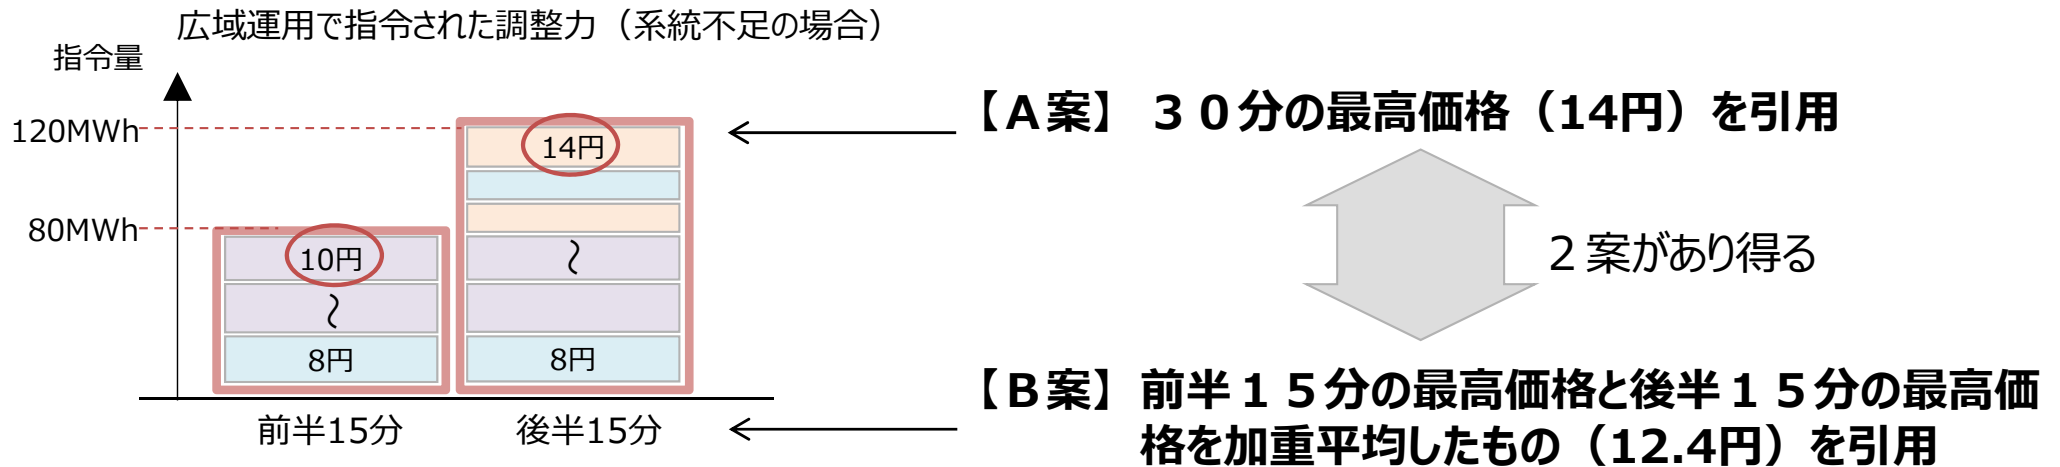 広域運用で指令された調整力（系統不足の場合）
指令量
120MWh
80MWh
10円
〜
8円
14円
〜
8円
前半15分
後半15分
【Ａ案】 ３０分の最高価格（14円）を引用
２案があり得る
【Ｂ案】前半１５分の最高価格と後半１５分の最高価
格を加重平均したもの（12.4円）を引用